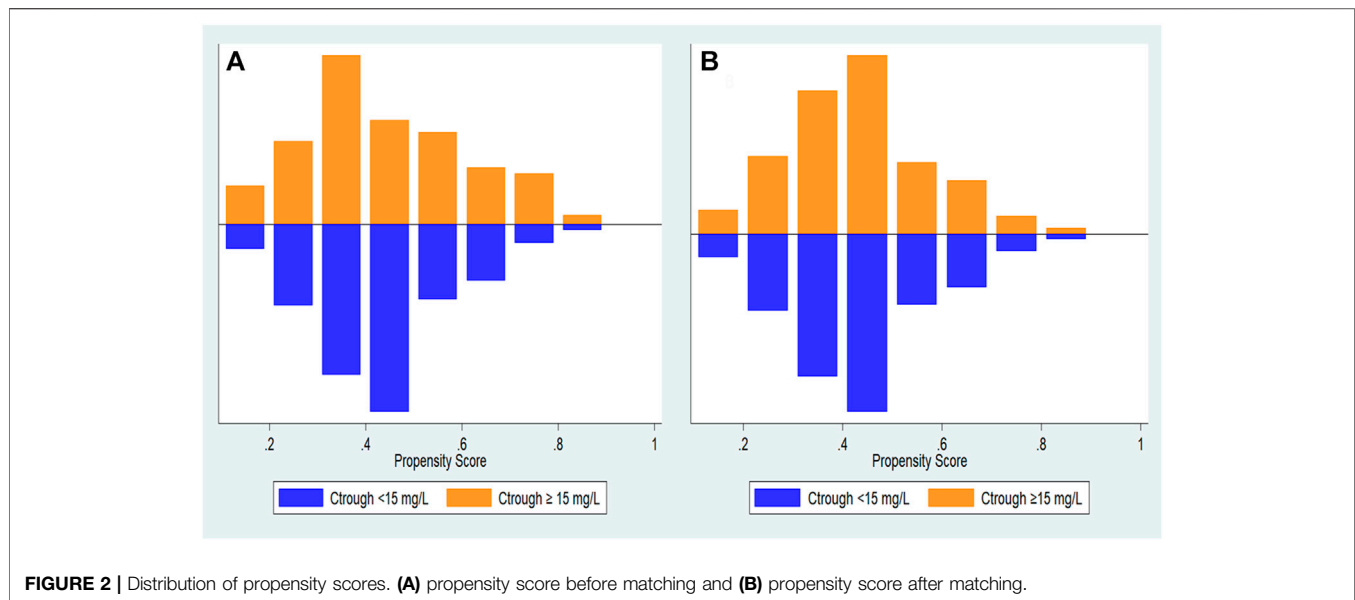 A
B
.2 .4 .6 .8 1
Propensity Score
Ctrough <15 mg/L Ctrough ≥ 15 mg/L
.2 .4 .6 .8 1
Propensity Score
Ctrough <15 mg/L Ctrough ≥15 mg/L
FIGURE 2 | Distribution of propensity scores. (A) propensity score before matching and (B) propensity score after matching.